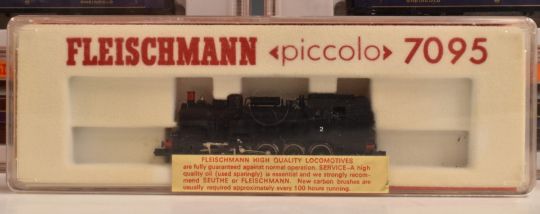 FLEISCHMANN «piccolo» 7095
2
FLEISCHMANN HIGH QUALITY LOCOMOTIVES
are fully guaranteed against normal operation. SERVICE-A high
quality oil (used sparingly) is essential and we strongly recom-
mend SEUTHE or FLEISCHMANN. New carbon brushes are
usually required approximately every 100 hours running.